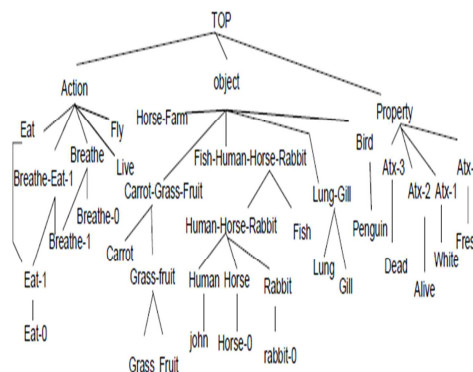 TOP
Action
object
Property
Eat
Breathe
Fly
Live
Horse-Farm
Bird
Breathe-Eat-1
Fish-Human-Horse-Rabbit
Atx-3
Atx-2
Atx-1
Carrot-Grass-Fruit
Lung-Gill
Breathe-0
Breathe-1
Human-Horse-Rabbit
Fish
Penguin
White
Carrot
Eat-1
Grass-fruit
Human
Horse
Rabbit
Lung
Gill
Dead
Alive
Eat-0
john
Horse-0
rabbit-0
Grass Fruit